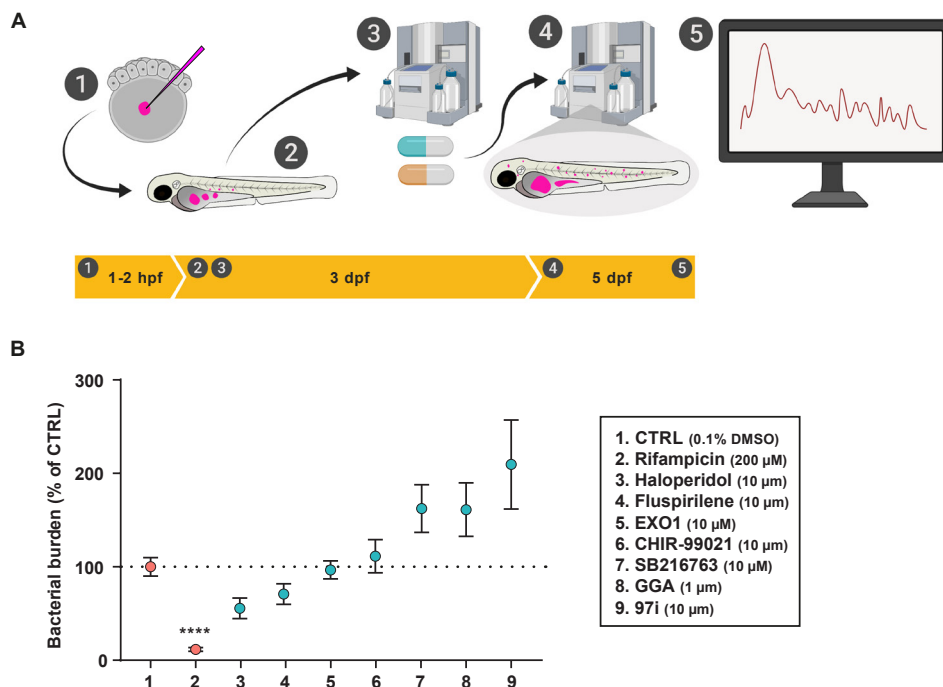 A
1
2
3
4
5
1
1-2 hpf
2
3
3 dpf
4
5 dpf
5
B
Bacterial burden (% of CTRL)
300
200
100
0
****
1 2 3 4 5 6 7 8 9
1. CTRL (0.1% DMSO)
2. Rifampicin (200 µM)
3. Haloperidol (10 µm)
4. Fluspirilene (10 µm)
5. EXO1 (10 µM)
6. CHIR-99021 (10 µm)
7. SB216763 (10 µM)
8. GGA (1 µm)
9. 97i (10 µm)